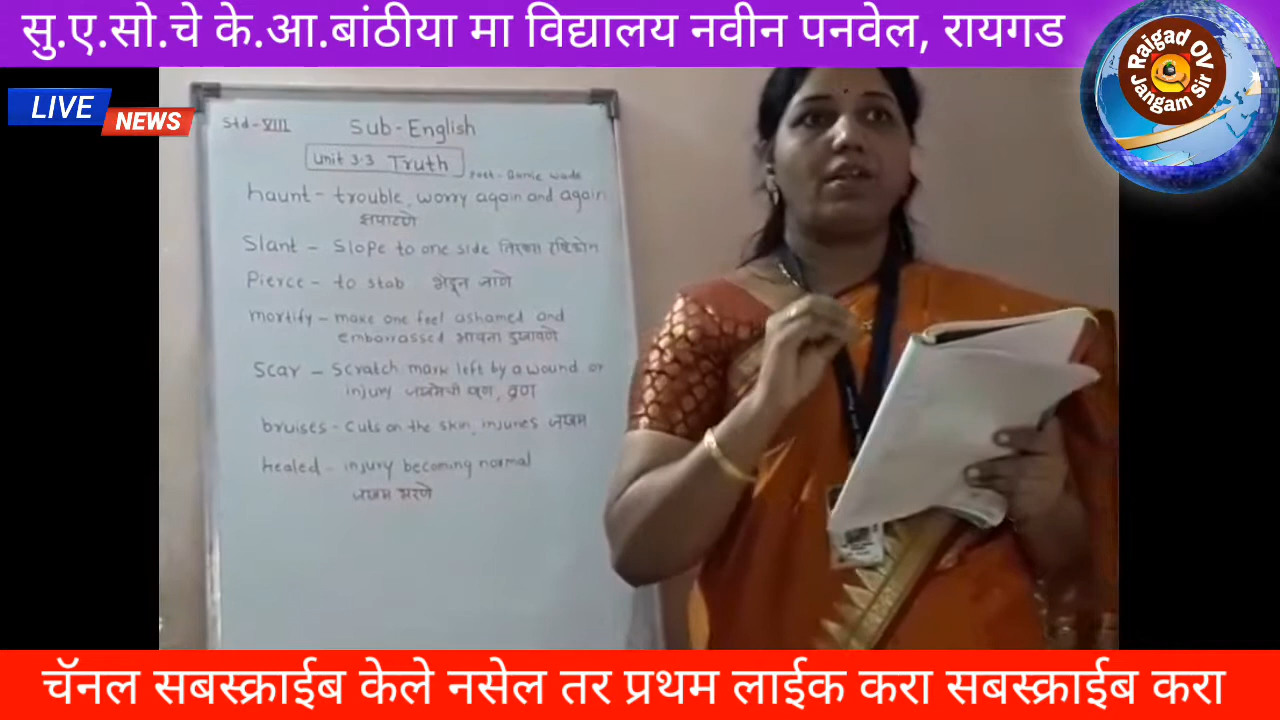 सु.ए.सो.चे के.आ.बांठीया मा विद्यालय नवीन पनवेल, रायगड
Raigad OV
Jangam Sir
LIVE
NEWS
Std-VIII Sub-English
Unit 3.3 Truth
Poet- Barrie wade
haunt - trouble, worry again and again
झपाटणे
Slant - Slope to one side तिरका दृष्टिकोन
Pierce - to stab भेदून जाणे
mortify - make one feel ashamed and
embarrassed भावना दुखावणे
Scar - Scratch mark left by a wound or
injury जखमेची खूण, व्रण
bruises - Cuts on the skin, injuries जखम
healed - injury becoming normal
जखम भरणे
चॅनल सबस्क्राईब केले नसेल तर प्रथम लाईक करा सबस्क्राईब करा